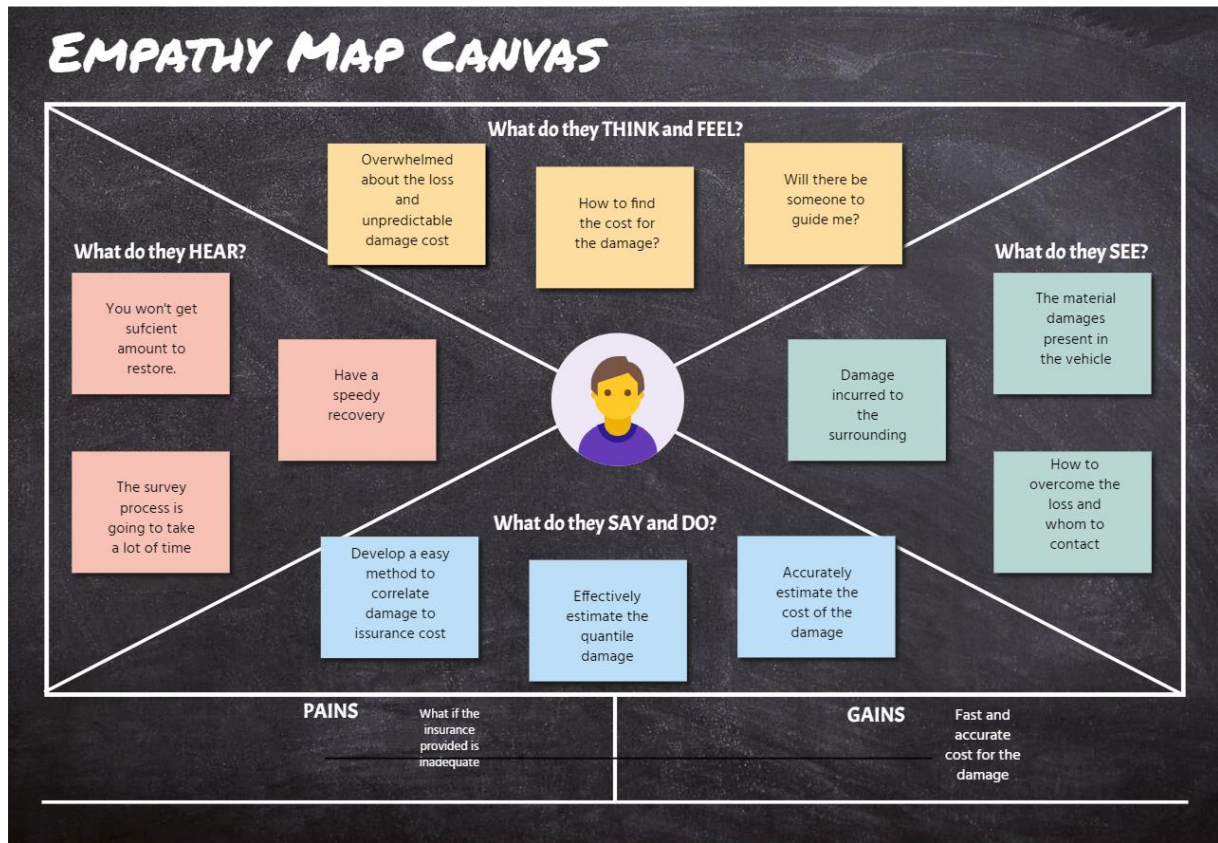 EMPATHY MAP CANVAS
What do they THINK and FEEL?
Overwhelmed
about the loss
and
unpredictable
damage cost
How to find
the cost for
the damage?
Will there be
someone to
guide me?
What do they HEAR?
You won't get
sufcient
amount to
restore.
Have a
speedy
recovery
The survey
process is
going to take
a lot of time
What do they SEE?
The material
damages
present in
the vehicle
Damage
incurred to
the
surrounding
How to
overcome the
loss and
whom to
contact
What do they SAY and DO?
Develop a easy
method to
correlate
damage to
issurance cost
Effectively
estimate the
quantile
damage
Accurately
estimate the
cost of the
damage
PAINS
What if the
insurance
provided is
inadequate
GAINS
Fast and
accurate
cost for the
damage